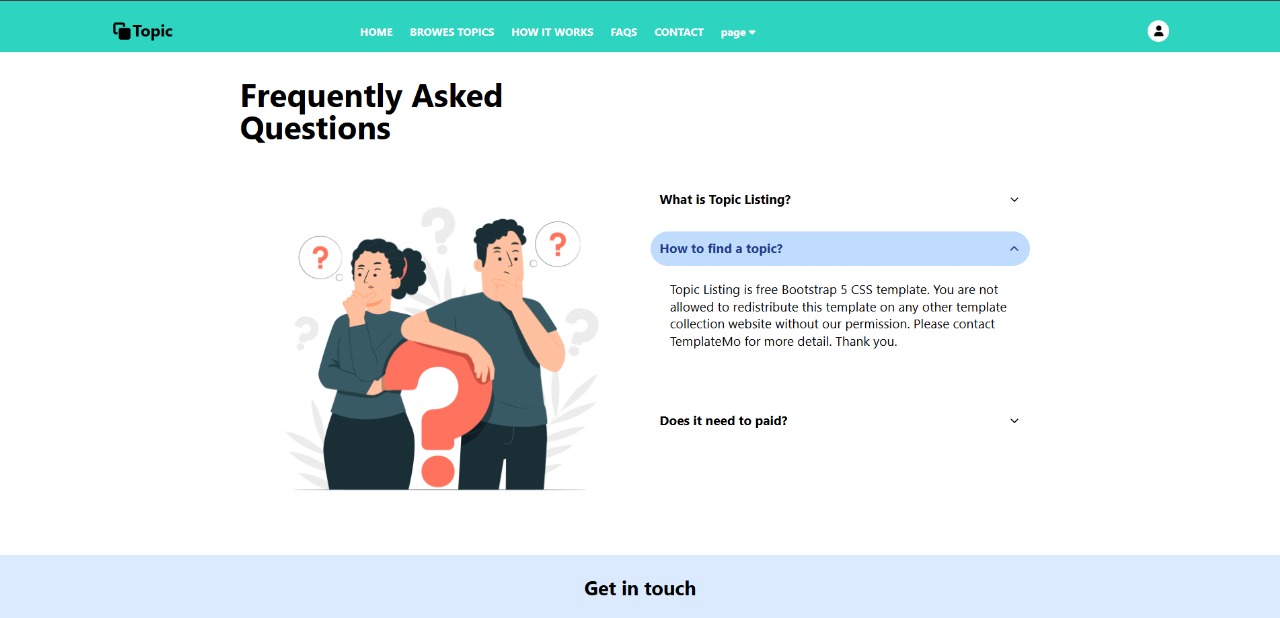 Topic
HOME BROWES TOPICS HOW IT WORKS FAQS CONTACT page
Frequently Asked
Questions
? ? ? ? ? ?
What is Topic Listing?
How to find a topic?
Topic Listing is free Bootstrap 5 CSS template. You are not
allowed to redistribute this template on any other template
collection website without our permission. Please contact
TemplateMo for more detail. Thank you.
Does it need to paid?
Get in touch